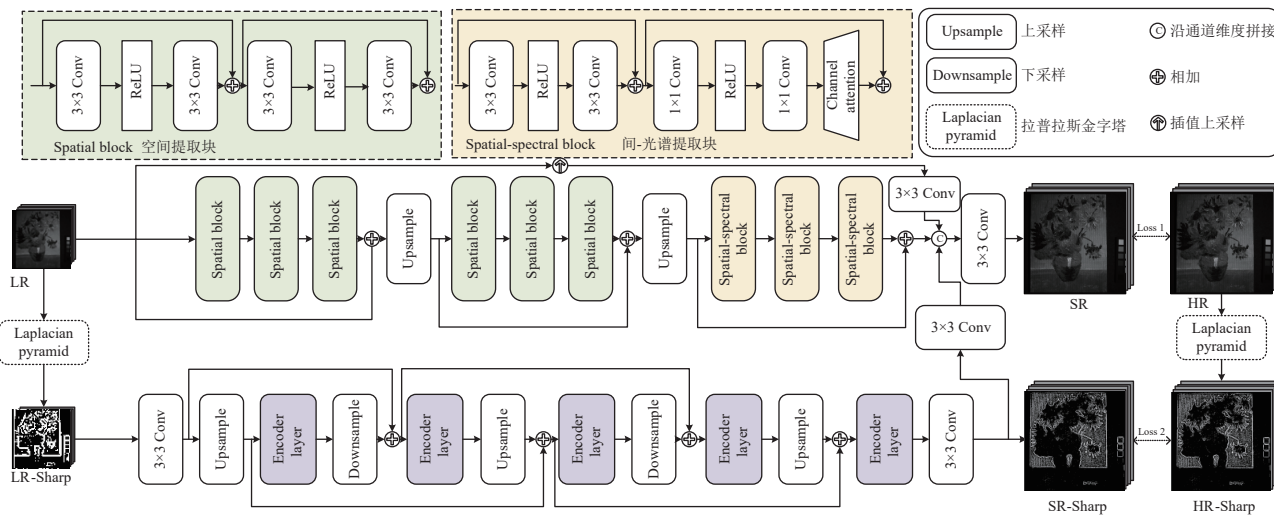 3×3 Conv
ReLU
3×3 Conv
3×3 Conv
ReLU
3×3 Conv
Spatial block 空间提取块
3×3 Conv
ReLU
3×3 Conv
1×1 Conv
ReLU
1×1 Conv
Channel
attention
Spatial-spectral block 间-光谱提取块
Upsample 上采样
C 沿通道维度拼接
Downsample 下采样
相加
Laplacian
pyramid
拉普拉斯金字塔
插值上采样
LR
Spatial block
Spatial block
Spatial block
Upsample
Spatial block
Spatial block
Spatial block
Upsample
Spatial-spectral
block
Spatial-spectral
block
Spatial-spectral
block
3×3 Conv
C
3×3 Conv
SR
Loss 1
HR
Laplacian
pyramid
3×3 Conv
Laplacian
pyramid
LR-Sharp
3×3 Conv
Upsample
Encoder
layer
Downsample
Encoder
layer
Upsample
Encoder
layer
Downsample
Encoder
layer
Upsample
Encoder
layer
3×3 Conv
SR-Sharp
Loss 2
HR-Sharp